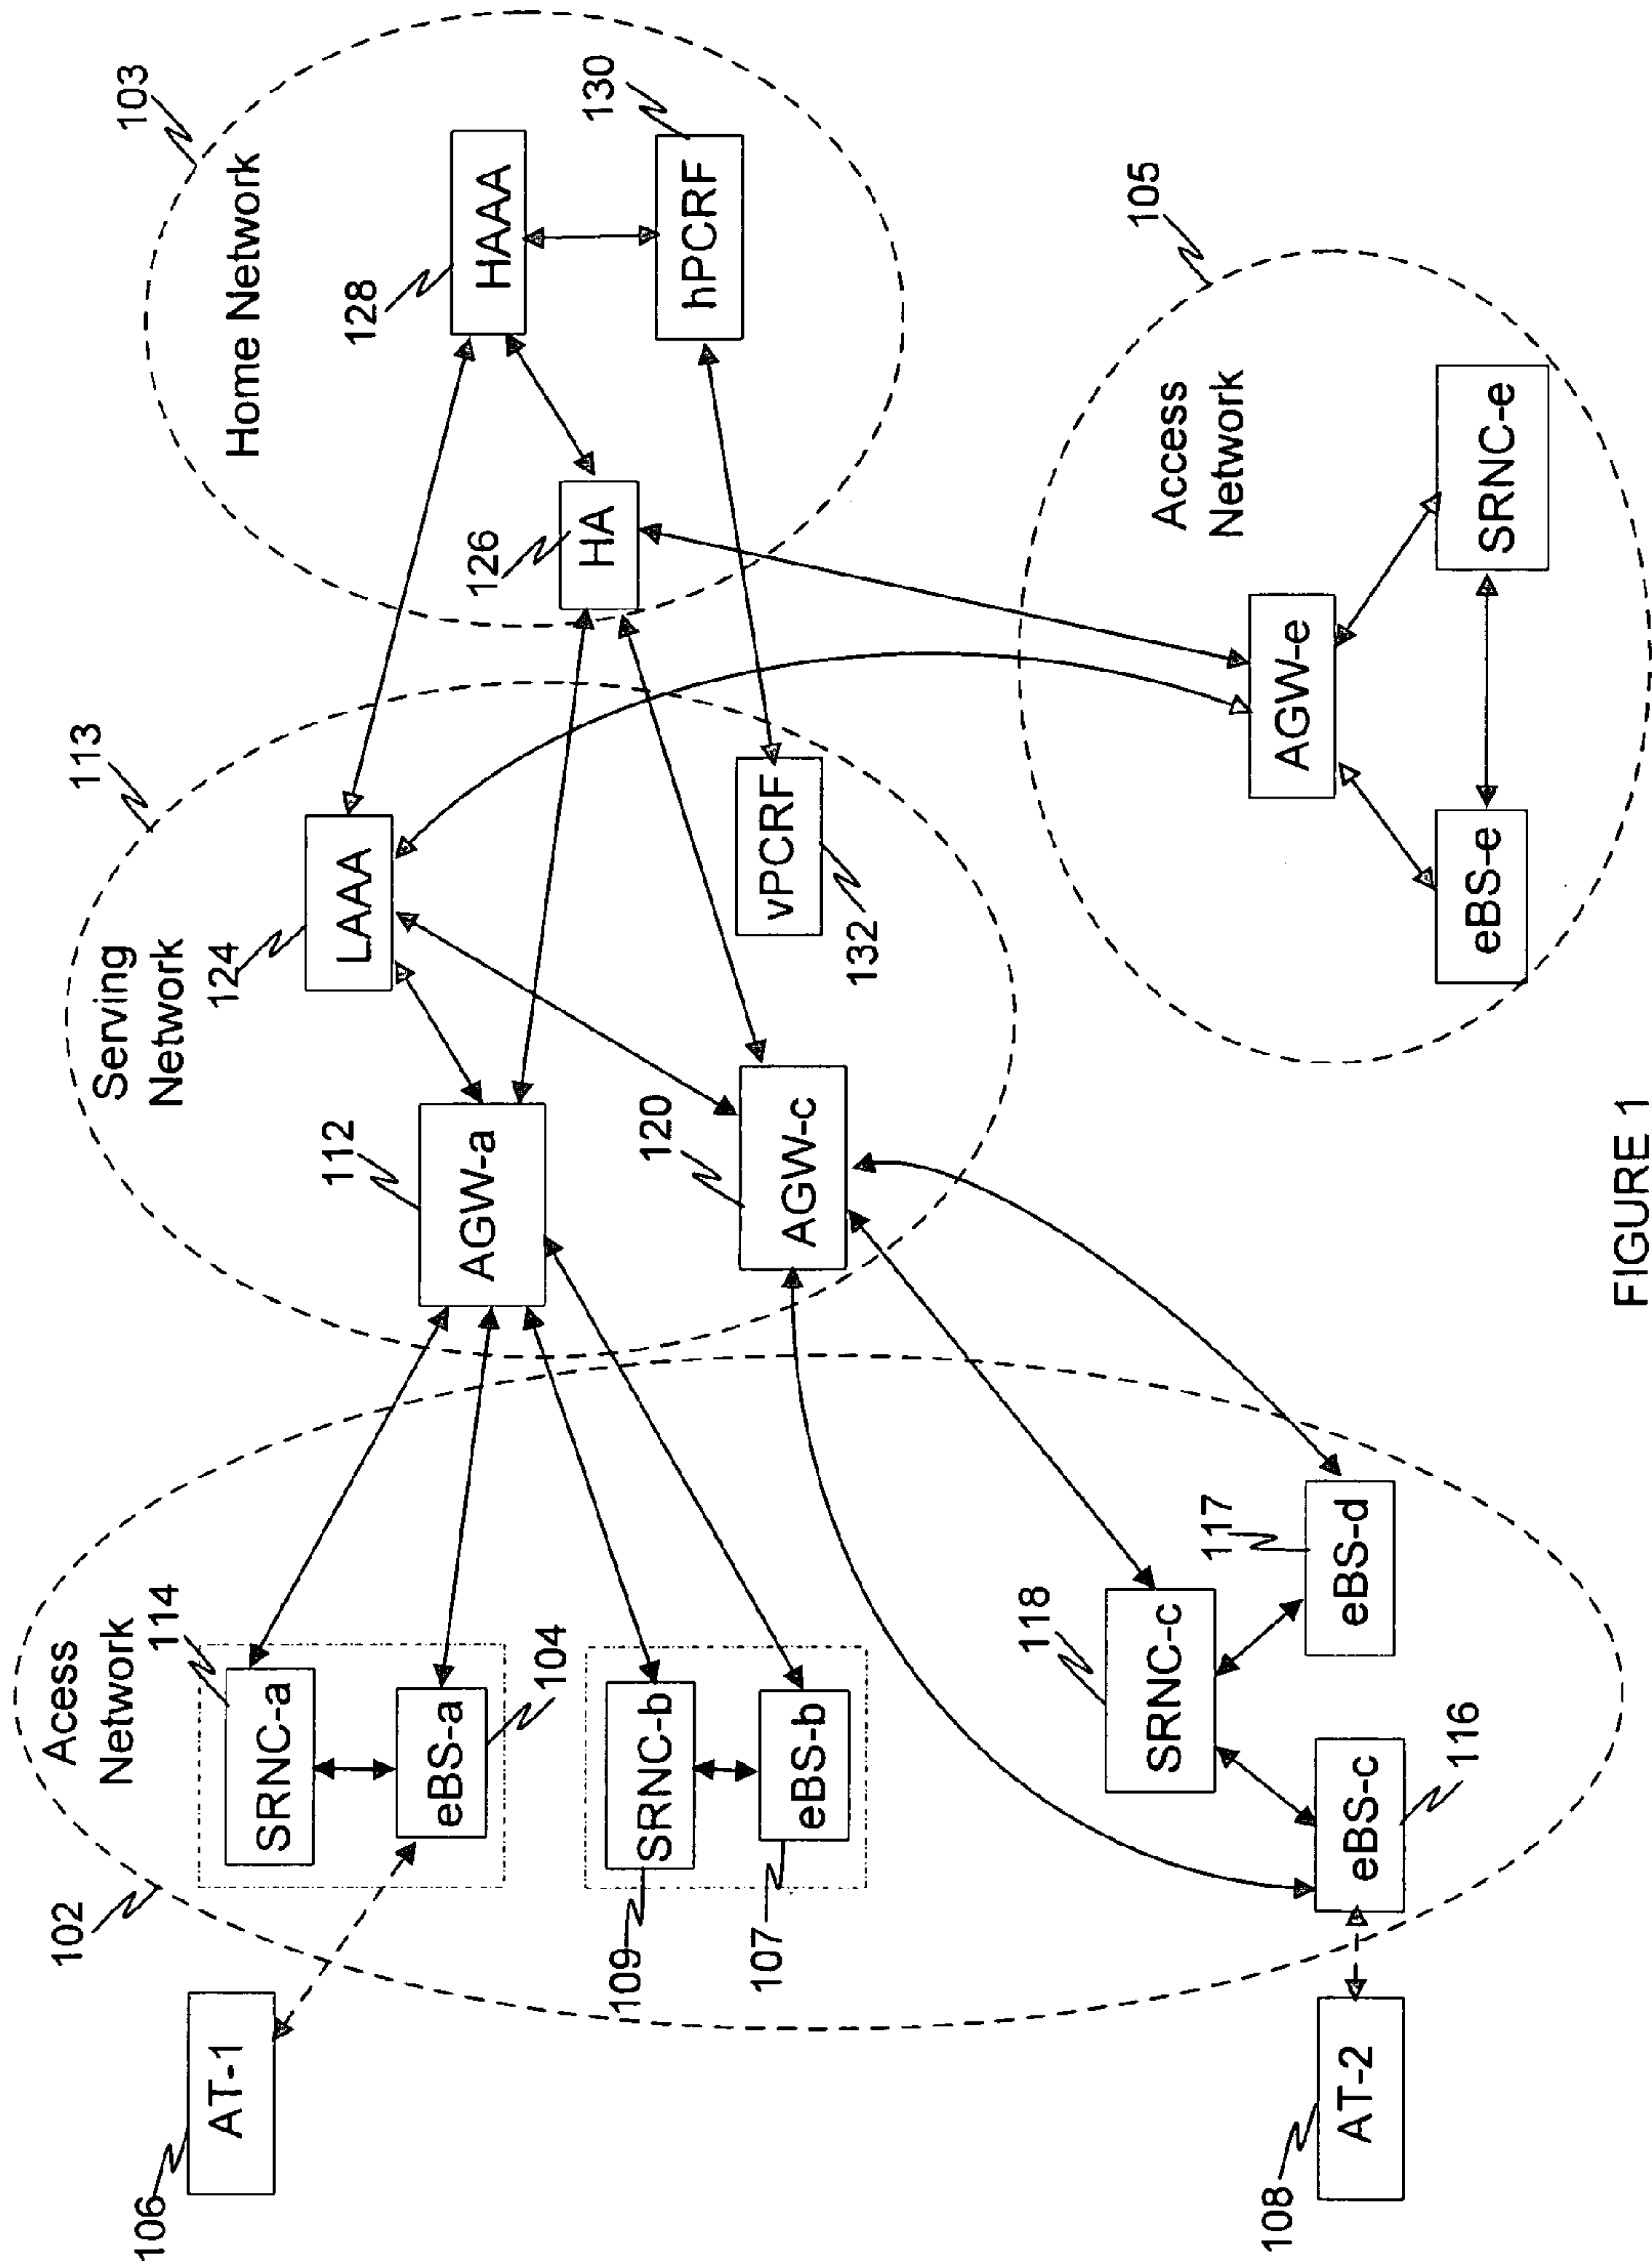 106
AT-1
102
Acess
Network
114
SRNC-a
eBS-a
104
109
SRNC-b
107
eBS-b
108
AT-2
118
SRNC-c
117
eBS-d
eBS-c
116
113
Serving
Network
124
LAAA
112
AGW-a
120
AGW-c
vPCRF
132
103
Home Network
128
HAAA
130
hPCRF
126
HA
105
Access
Network
AGW-e
eBS-e
SRNC-e
FIGURE 1